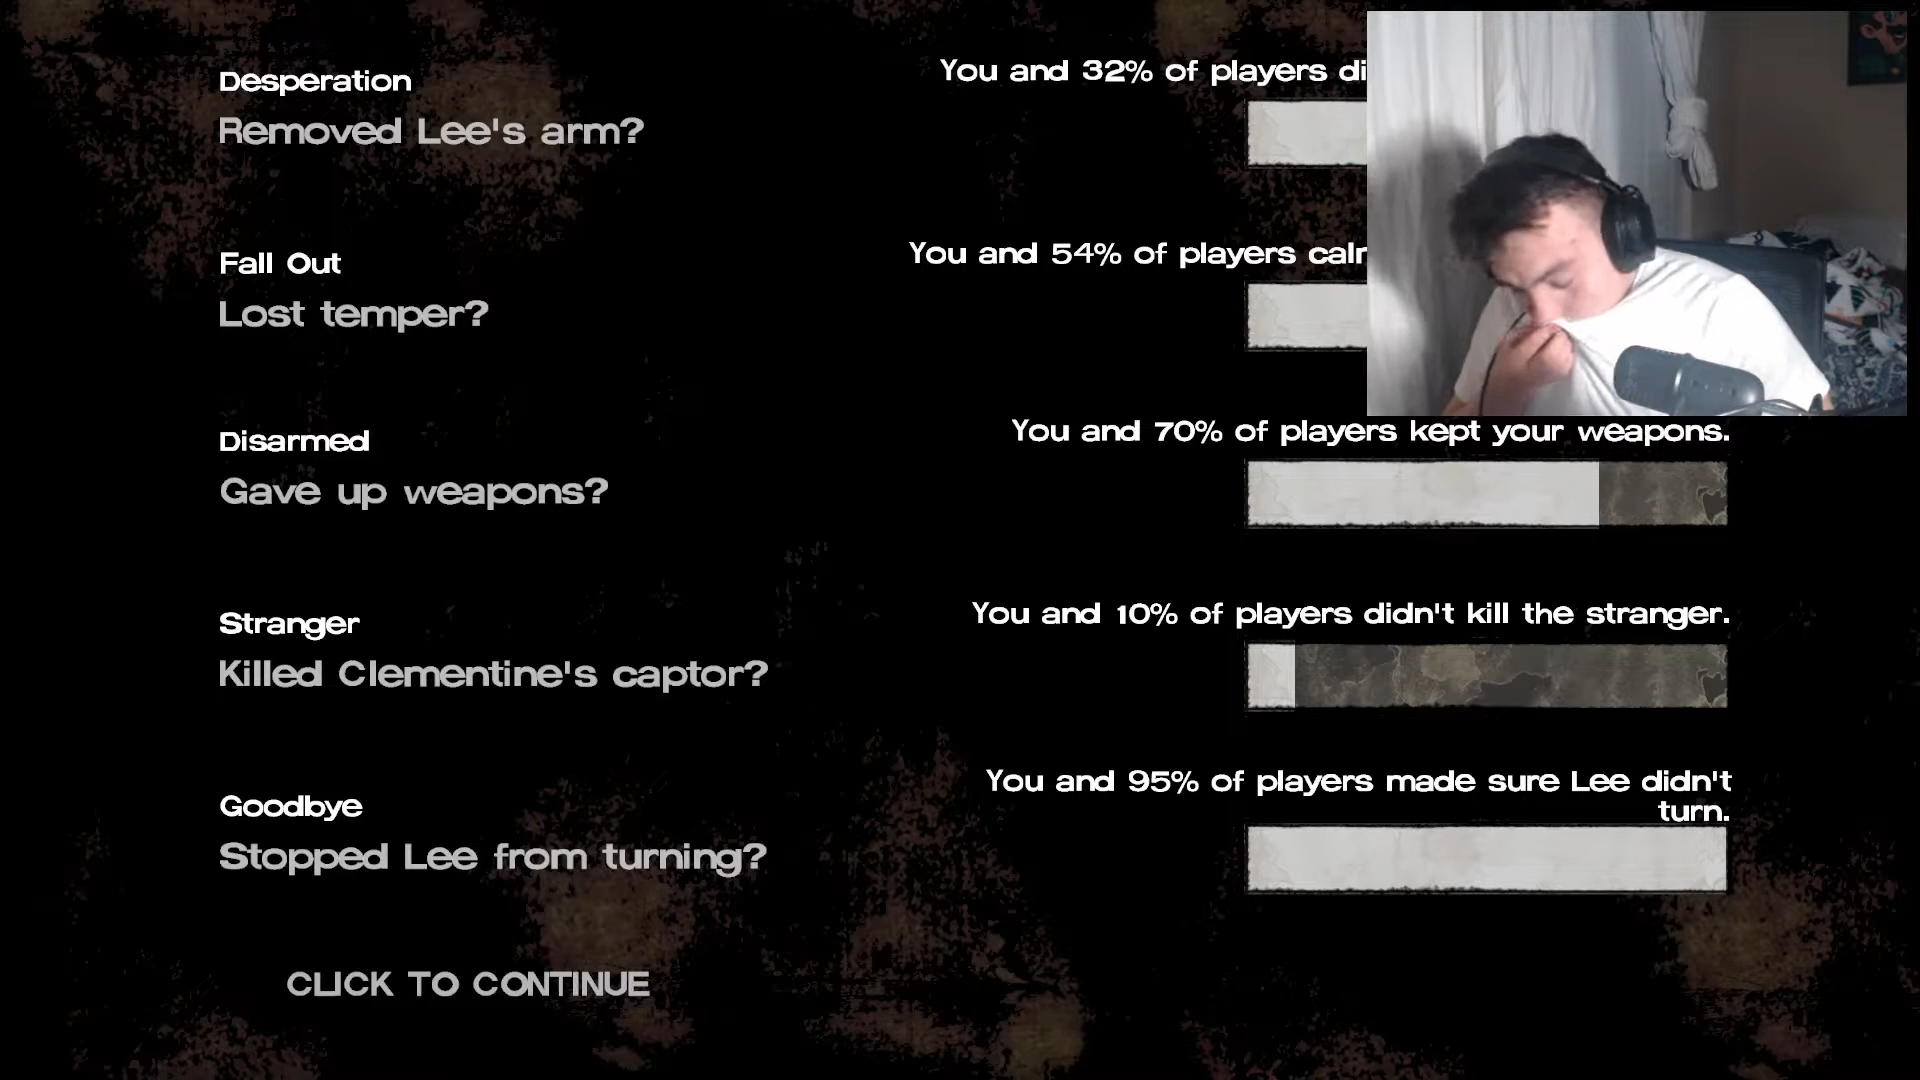 Desperation
You and 32% of players
Removed Lee's arm?
Fall Out
You and 54% of players
Lost temper?
Disarmed
You and 70% of players kept your weapons.
Gave up weapons?
Stranger
You and 10% of players didn't kill the stranger.
Killed Clementine's captor?
Goodbye
You and 95% of players made sure Lee didn't
turn.
Stopped Lee from turning?
CLICK TO CONTINUE